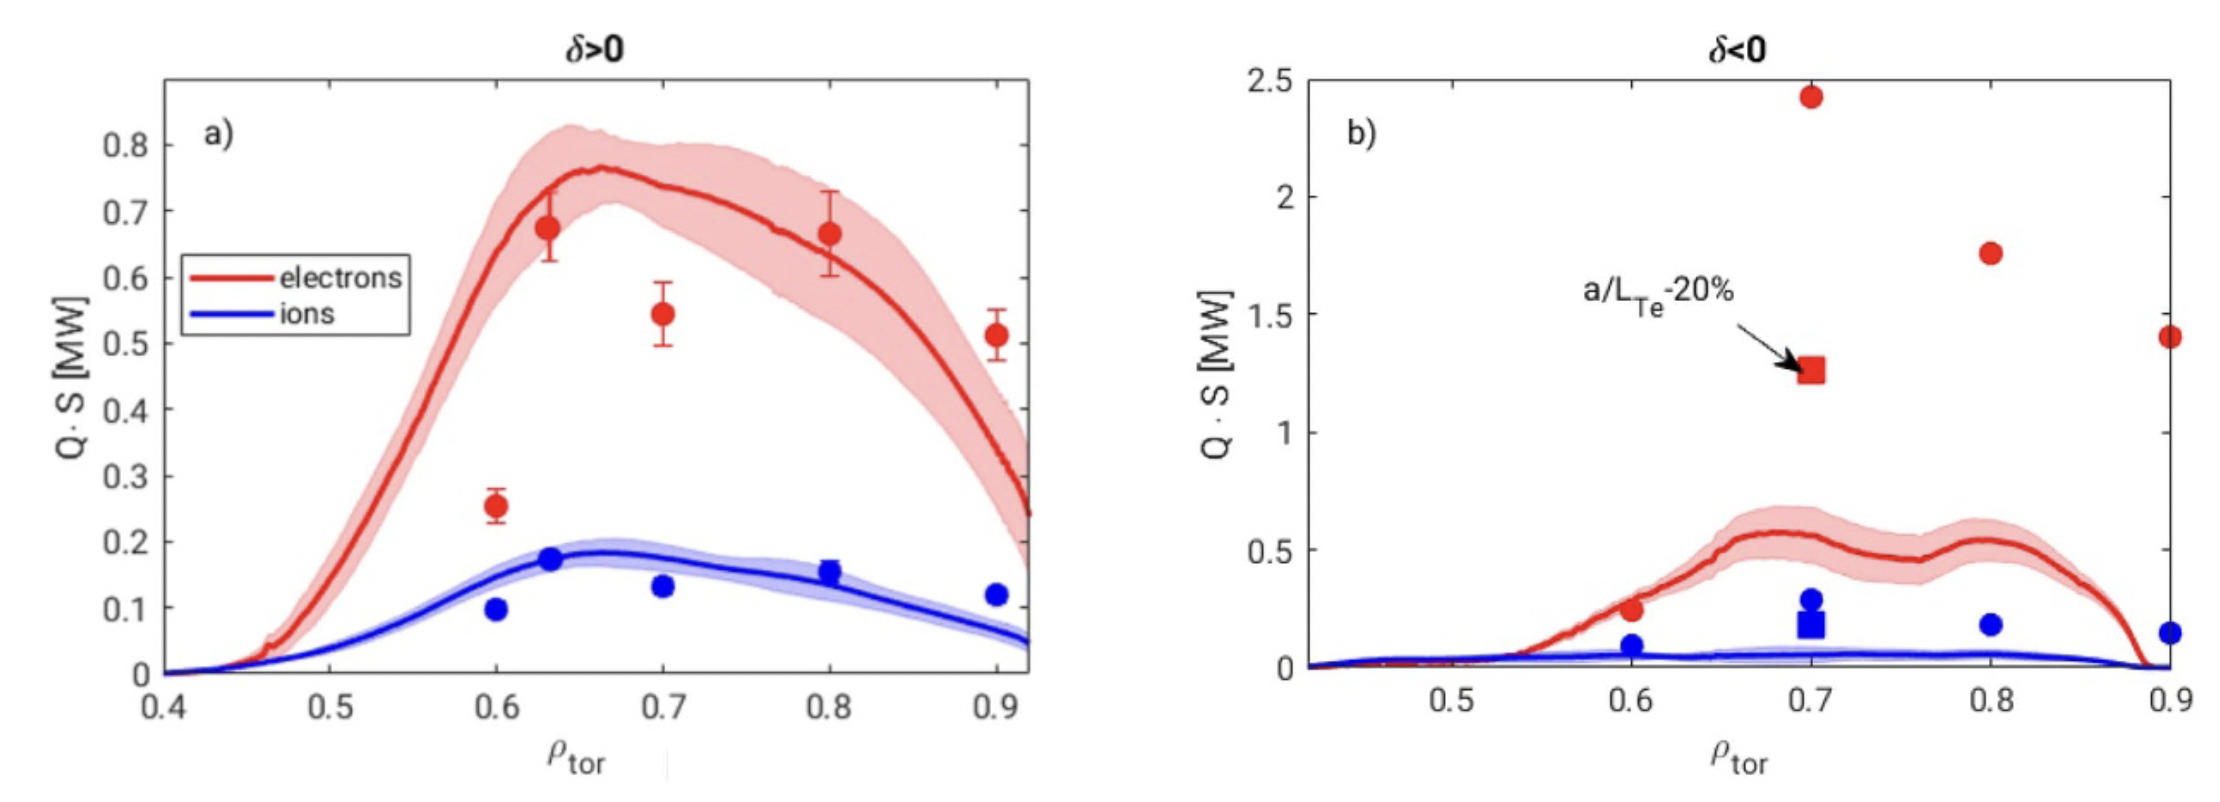 δ>0
a)
electrons
ions
Q· S [MW]
0.8
0.7
0.6
0.5
0.4
0.3
0.2
0.1
0
0.4 0.5 0.6 0.7 0.8 0.9
ρtor
δ<0
b)
a/LTe-20%
Q · S [MW]
2.5
2
1.5
1
0.5
0
0.5 0.6 0.7 0.8 0.9
ρtor